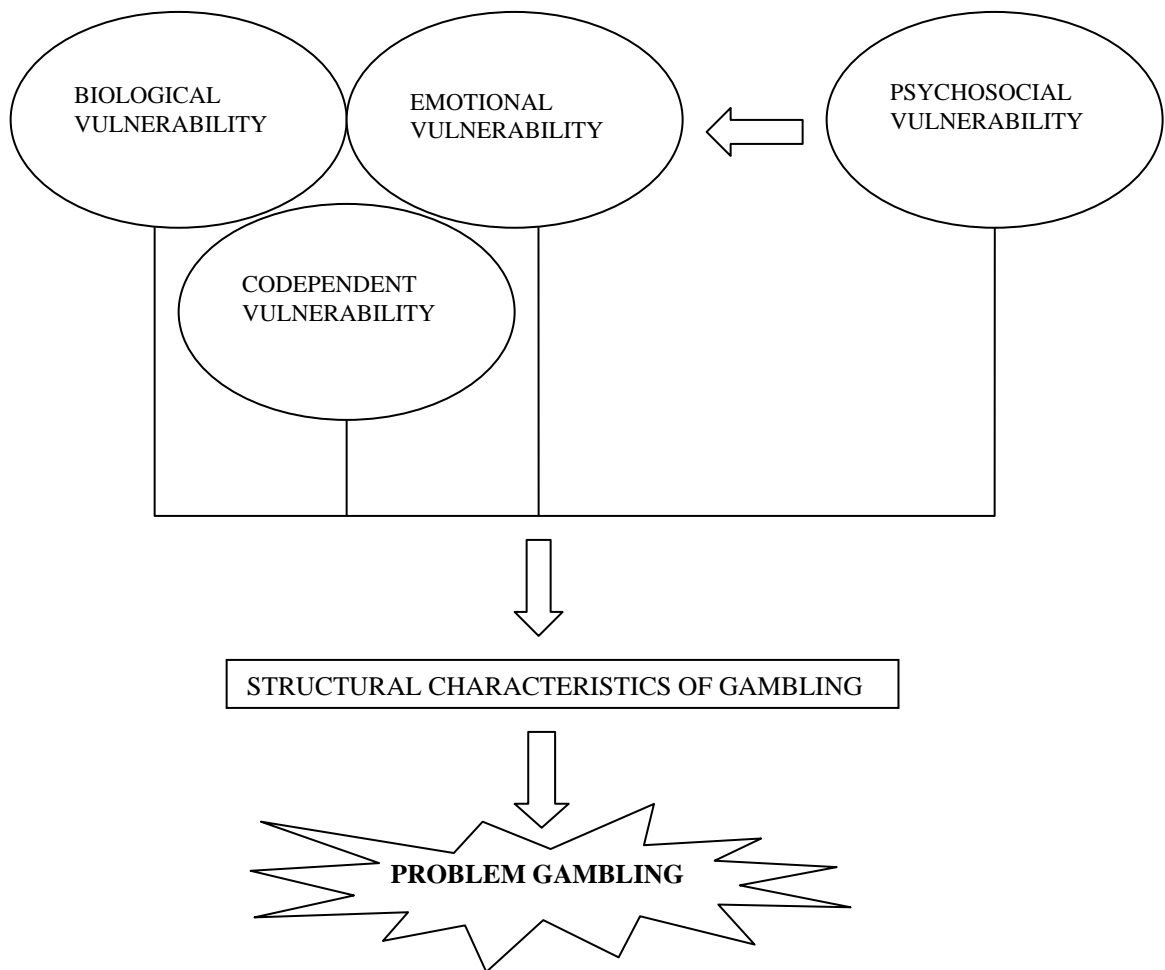 BIOLOGICAL
VULNERABILITY
EMOTIONAL
VULNERABILITY
PSYCHOSOCIAL
VULNERABILITY
CODEPENDENT
VULNERABILITY
STRUCTURAL CHARACTERISTICS OF GAMBLING
PROBLEM GAMBLING